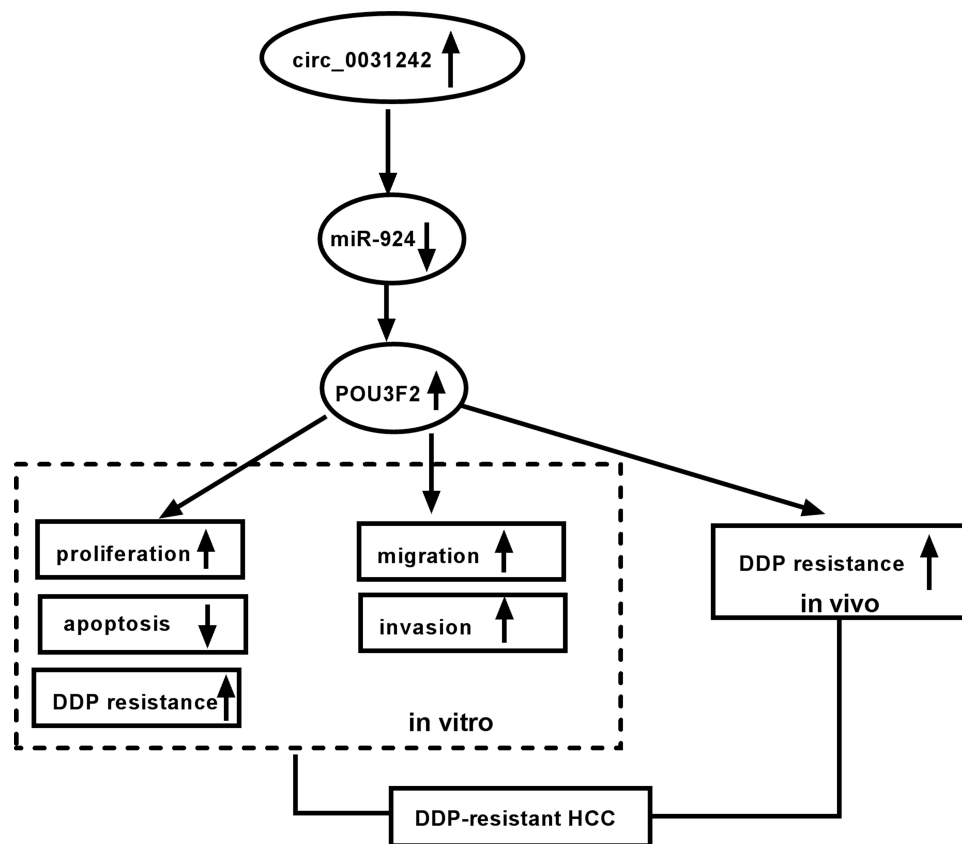 circ_0031242
miR-924
POU3F2
proliferation
migration
DDP resistance
in vivo
apoptosis
invasion
DDP resistance
in vitro
DDP-resistant HCC